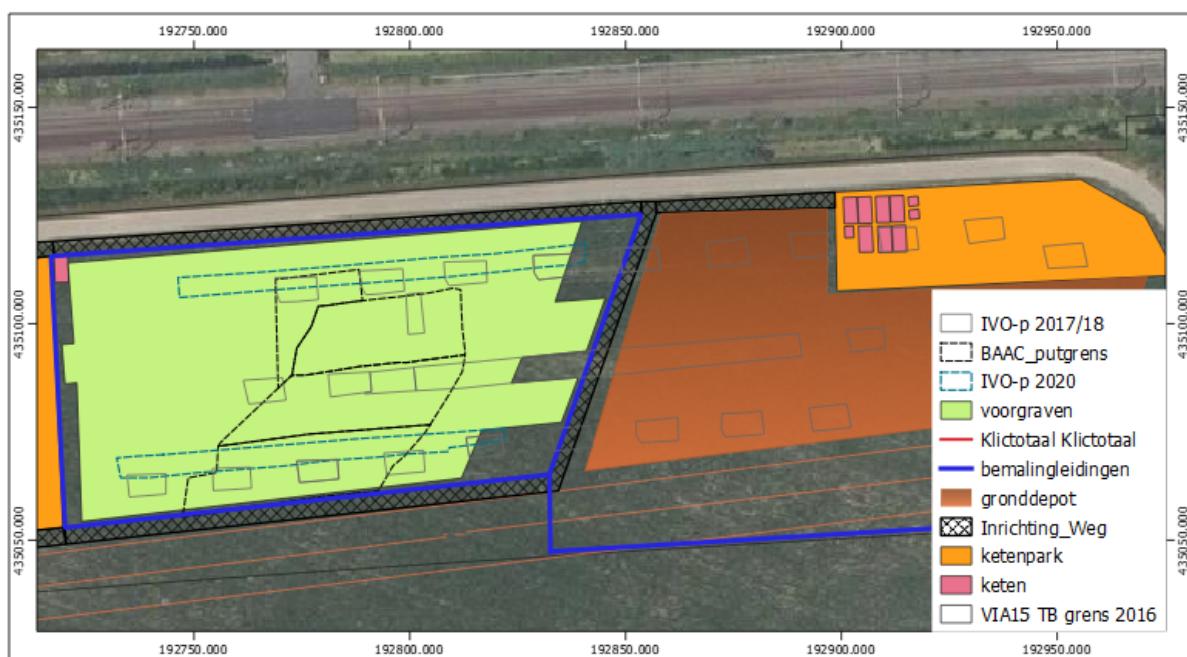 192750.000 192800.000 192850.000 192900.000 192950.000
435150.000 435150.000
435100.000 435100.000
435050.000 435050.000
IVO-p 2017/18
BAAC_putgrens
IVO-p 2020
voorgraven
Klictotaal Klictotaal
bemalingleidingen
gronddepot
Inrichting_Weg
ketenpark
keten
VIA15 TB grens 2016
192750.000 192800.000 192850.000 192900.000 192950.000